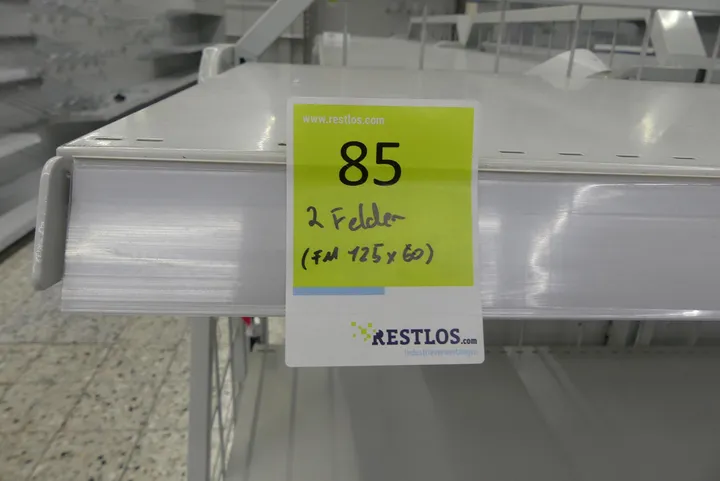 www.restlos.com
85
2 Felder
(FM 125 x 60)
RESTLOS.com